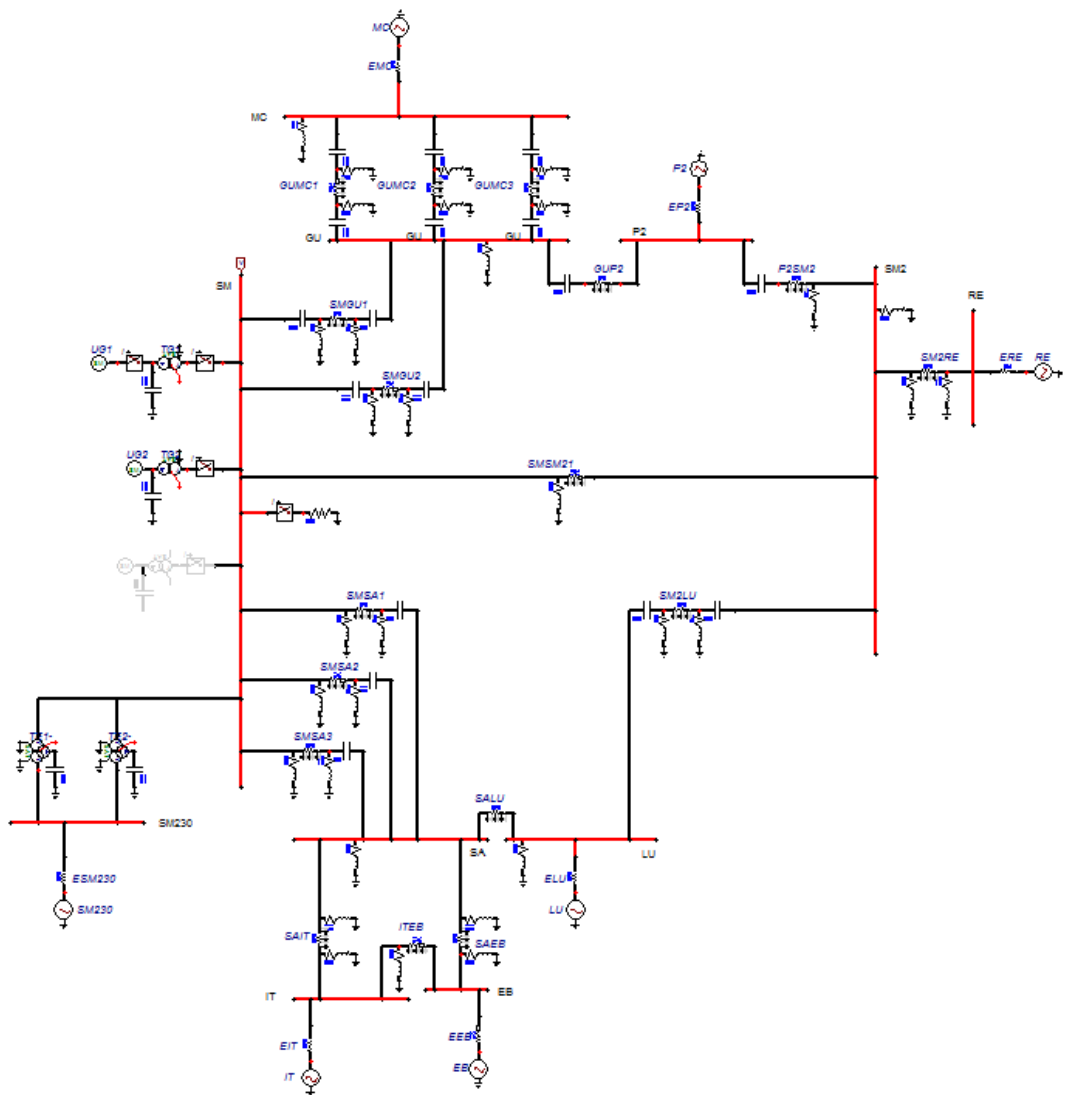 MC
EMC
MC
GUMC1
GUMC2
GUMC3
P2
EP2
GU
GU
GU
P2
GUP2
P2SM2
SM2
SM
RE
SMGU1
UG1
SM2RE
ERE
RE
SMGU2
UG2
SMSM21
SMSA1
SM2LU
SMSA2
SMSA3
SM230
SALU
SA
LU
ESM230
ELU
SM230
LU
SAIT
ITEB
SAEB
IT
EB
EIT
EEB
IT
EB